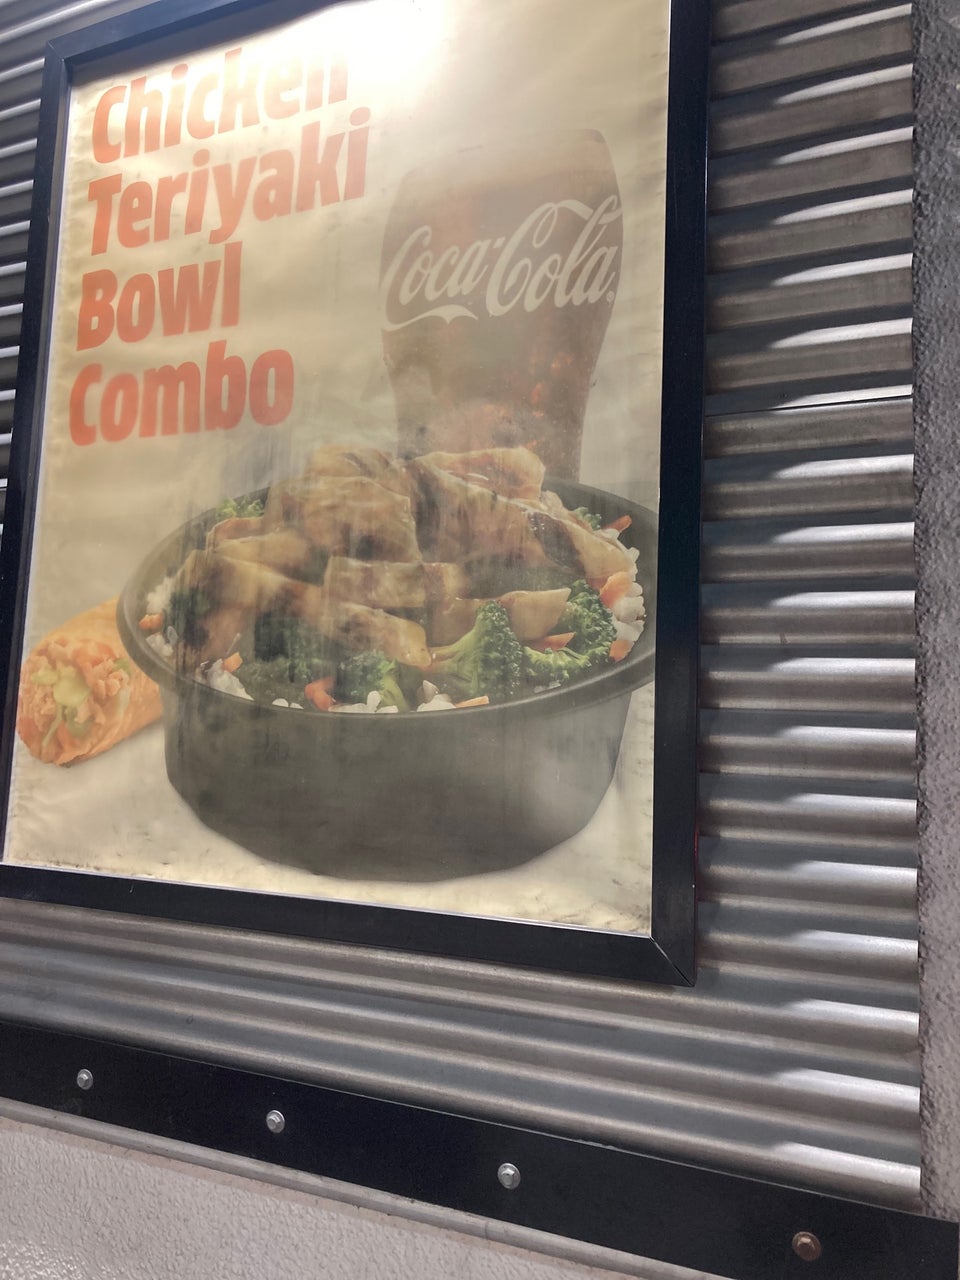 Chicken
Teriyaki
Bowl
Combo
Coca-Cola